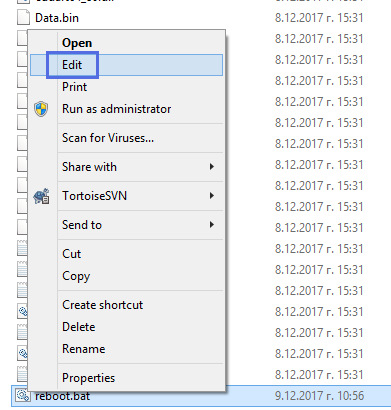 Data.bin 8.12.2017 г. 15:31
Open 8.12.2017 г. 15:31
Edit 8.12.2017 г. 15:31
Print 8.12.2017 г. 15:31
Run as administrator 8.12.2017 г. 15:31
Scan for Viruses... 8.12.2017 г. 15:31
Share with 8.12.2017 г. 15:31
TortoiseSVN 8.12.2017 г. 15:31
Send to 8.12.2017 г. 15:31
8.12.2017 г. 15:31
Cut 8.12.2017 г. 15:31
Copy 8.12.2017 г. 15:31
8.12.2017 г. 15:31
Create shortcut 8.12.2017 г. 15:31
Delete 8.12.2017 г. 15:31
Rename 8.12.2017 г. 15:31
Properties 8.12.2017 г. 15:31
reboot.bat 9.12.2017 г. 10:56